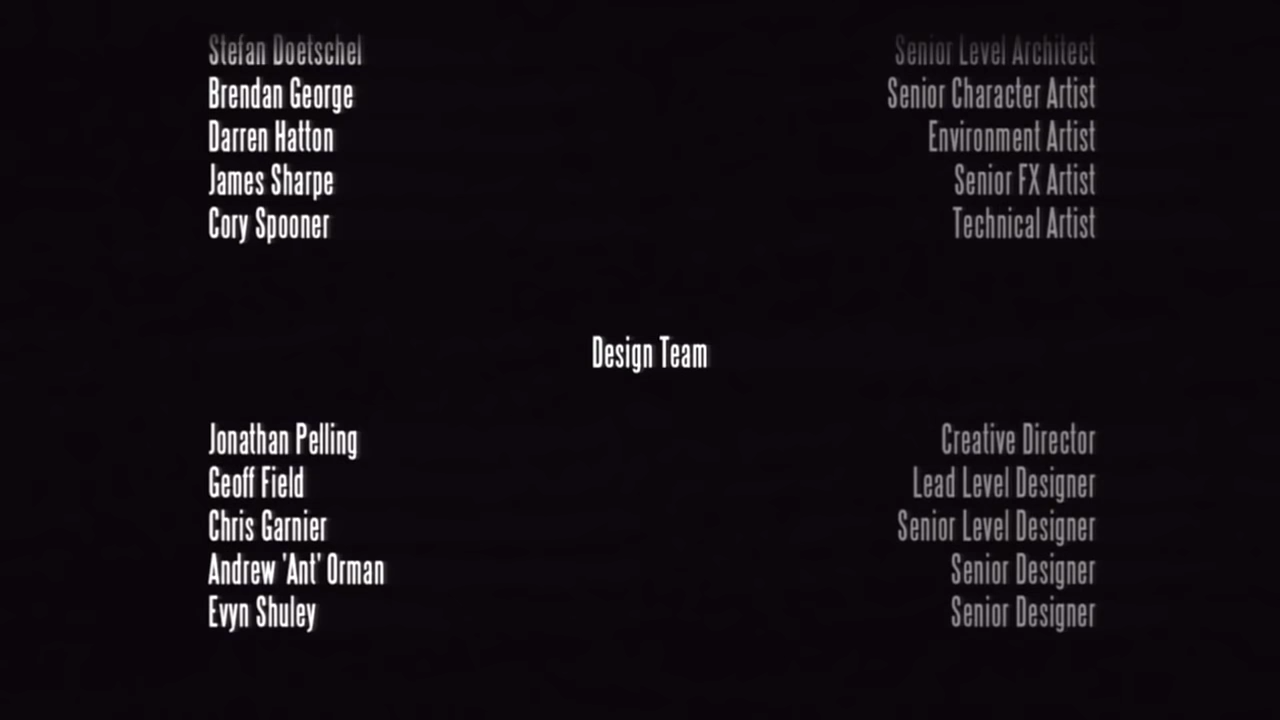 Stefan Doetschel Senior Level Architect
Brendan George Senior Character Artist
Darren Hatton Environment Artist
James Sharpe Senior FX Artist
Cory Spooner Technical Artist
Design Team
Jonathan Pelling Creative Director
Geoff Field Lead Level Designer
Chris Garnier Senior Level Designer
Andrew 'Ant' Orman Senior Designer
Evyn Shuley Senior Designer